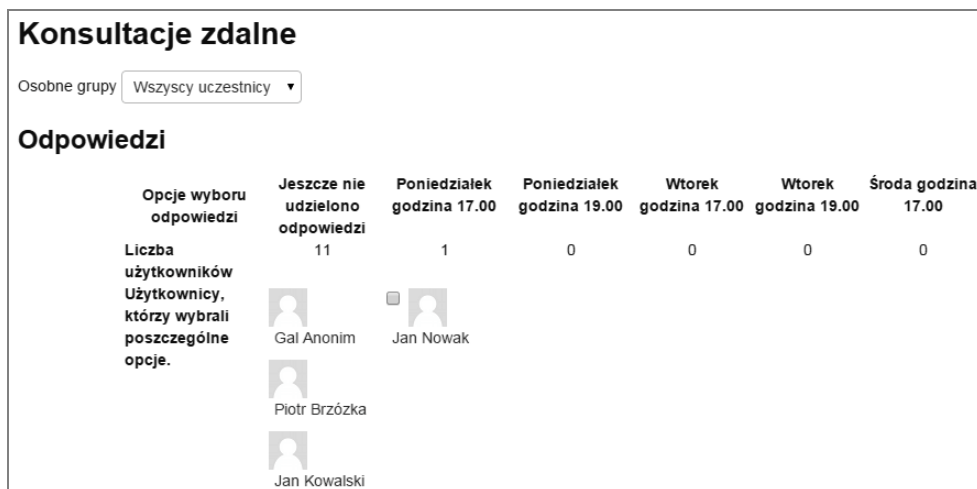 Konsultacje zdalne
Osobne grupy Wszyscy uczestnicy
Odpowiedzi
Opcje wyboru odpowiedzi Jeszcze nie udzielono odpowiedzi Poniedziałek godzina 17.00 Poniedziałek godzina 19.00 Wtorek godzina 17.00 Wtorek godzina 19.00 Środa godzina 17.00
Liczba użytkowników 11 1 0 0 0 0
Użytkownicy,
którzy wybrali
poszczególne
opcje.
Gal Anonim Jan Nowak
Piotr Brzózka
Jan Kowalski